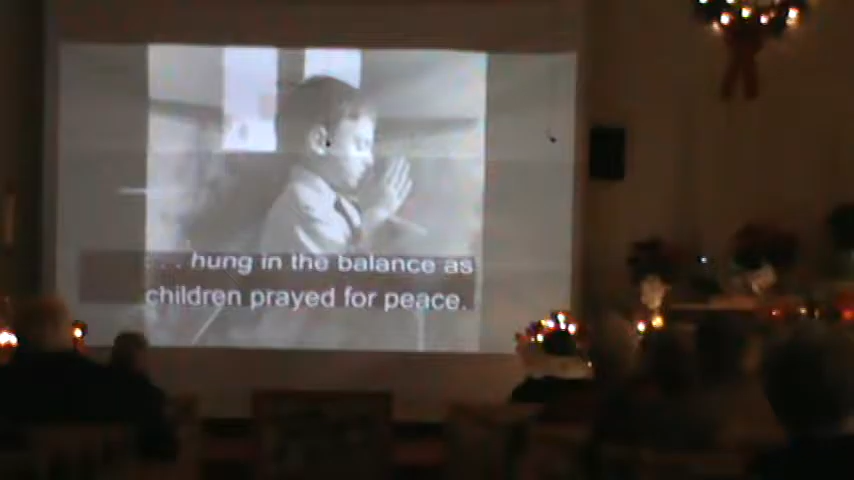 . . . hung in the balance as
children prayed for peace.